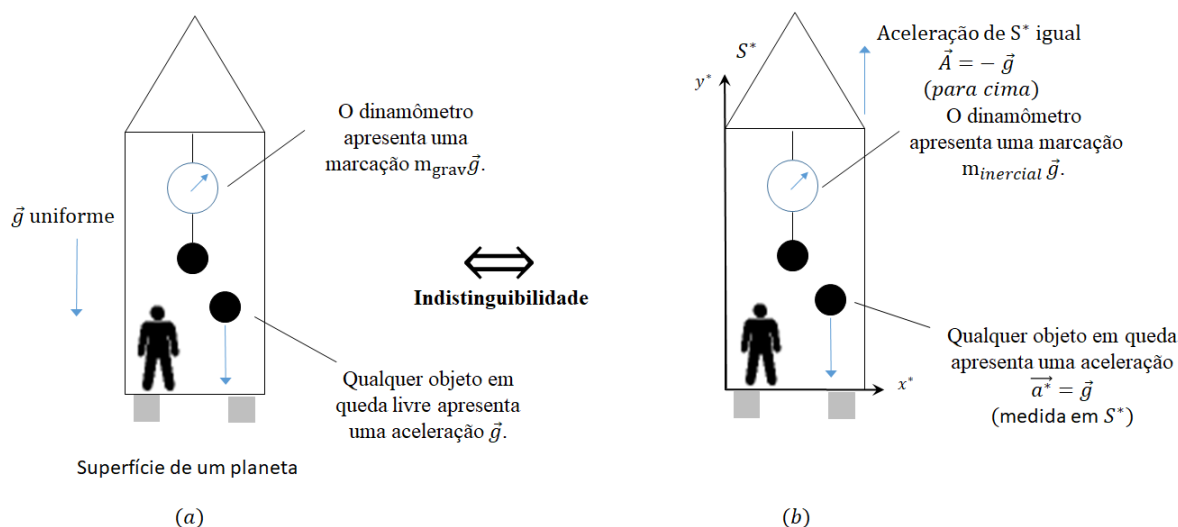 O dinamômetro
apresenta uma
marcação m_grav g⃗.
g⃗ uniforme
Qualquer objeto em
queda livre apresenta
uma aceleração g⃗.
Superfície de um planeta
(a)
Indistinguibilidade
S*
y*
Aceleração de S* igual
A⃗ = − g⃗
(para cima)
O dinamômetro
apresenta uma marcação
m_inercial g⃗.
Qualquer objeto em queda
apresenta uma aceleração
a*⃗ = g⃗
(medida em S*)
x*
(b)